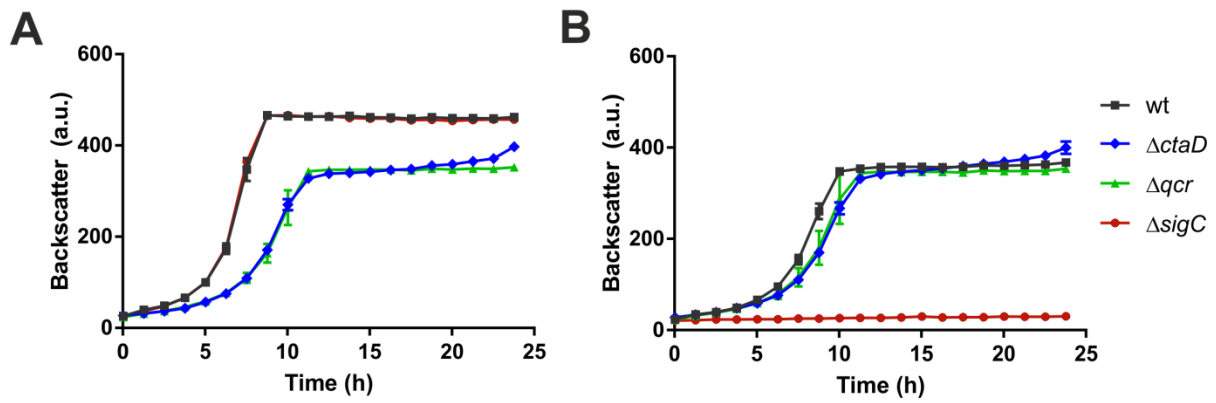 A
600
400
200
0
Backscatter (a.u.)
0 5 10 15 20 25
Time (h)
B
600
400
200
0
Backscatter (a.u.)
0 5 10 15 20 25
Time (h)
wt
ΔctaD
Δqcr
ΔsigC